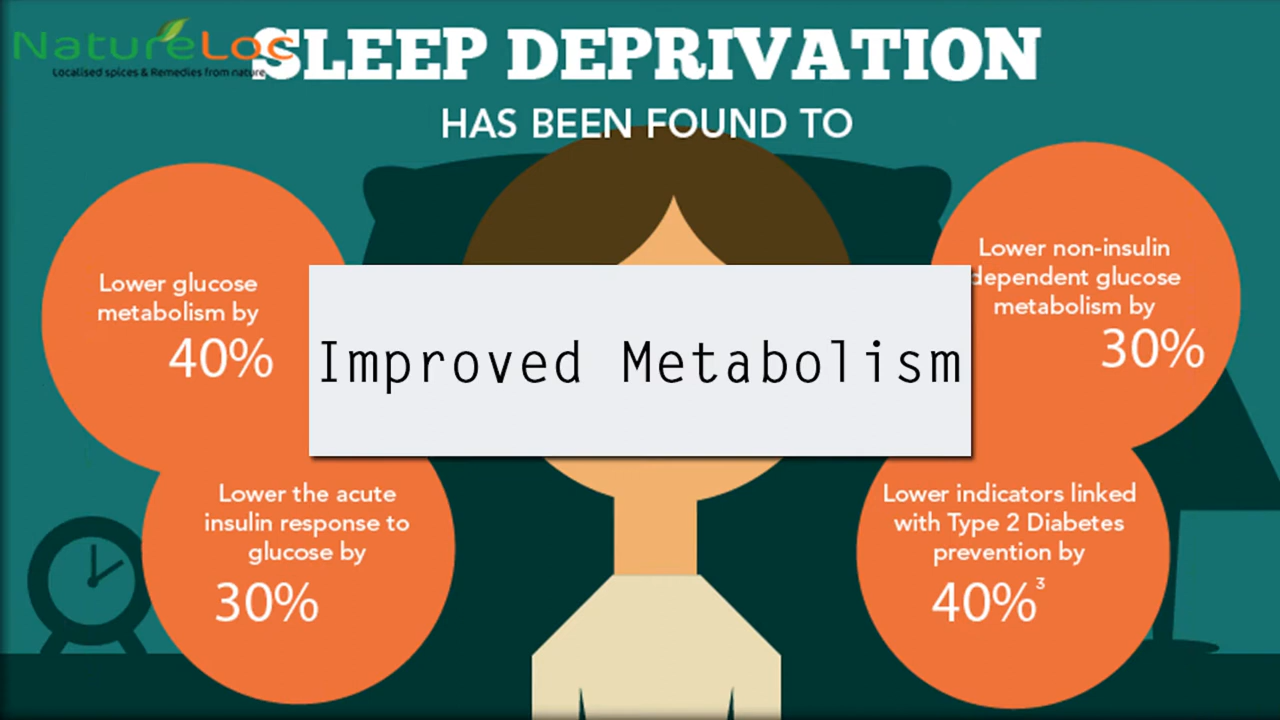 NatureLoc
Localised spices & Remedies from nature
SLEEP DEPRIVATION
HAS BEEN FOUND TO
Lower glucose
metabolism by
40%
Lower non-insulin
dependent glucose
metabolism by
30%
Improved Metabolism
Lower the acute
insulin response to
glucose by
30%
Lower indicators linked
with Type 2 Diabetes
prevention by
40%³